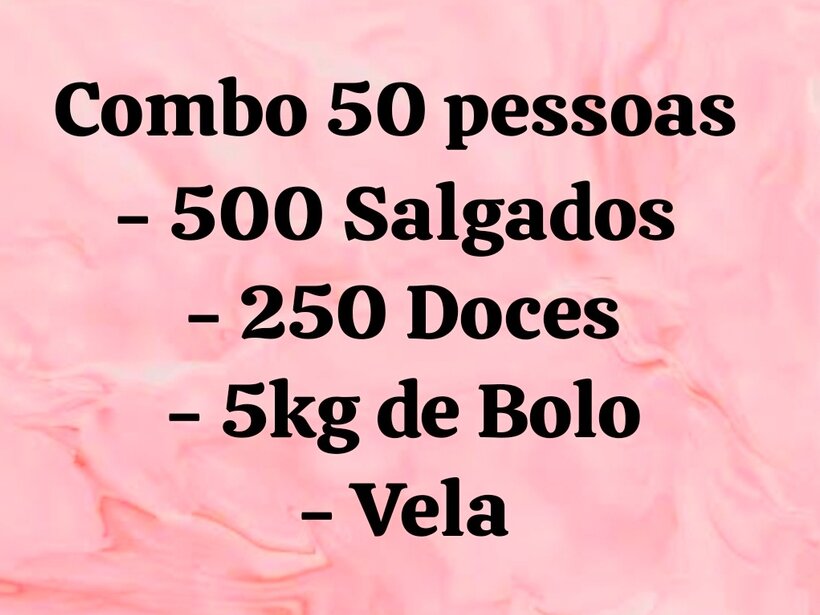 Combo 50 pessoas
- 500 Salgados
- 250 Doces
- 5kg de Bolo
- Vela